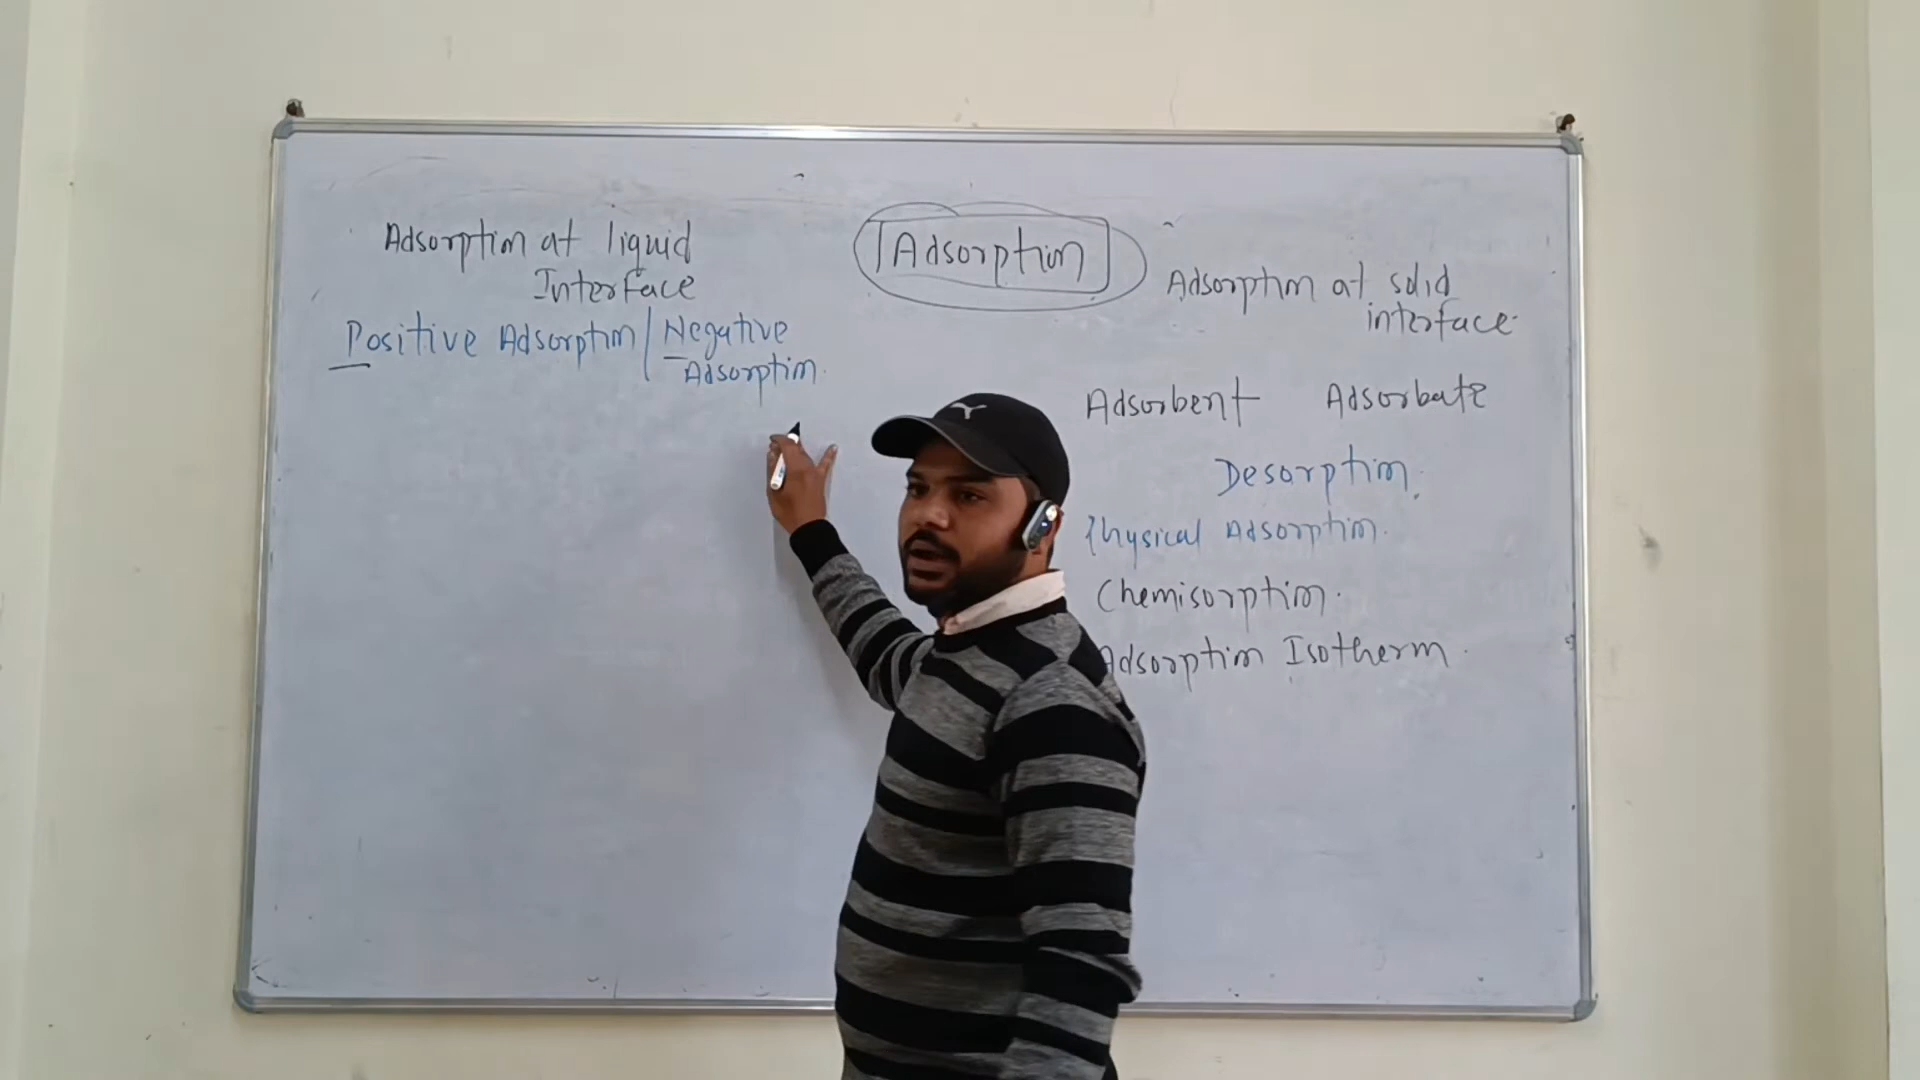 Adsorption
Adsorption at liquid
Interface
Positive Adsorption / Negative
Adsorption.
Adsorption at solid
interface.
Adsorbent Adsorbate
Desorption.
Physical Adsorption.
Chemisorption.
Adsorption Isotherm.